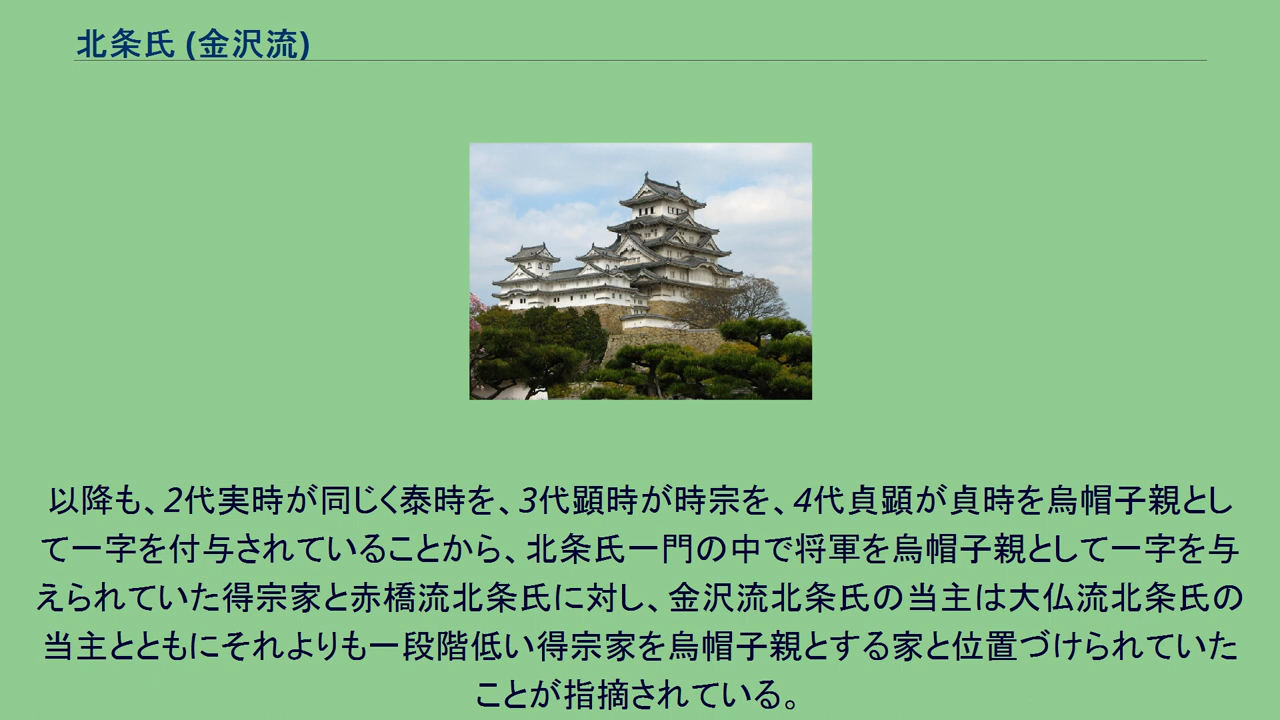 北条氏 (金沢流)
以降も、2代実時が同じく泰時を、3代顕時が時宗を、4代貞顕が貞時を烏帽子親とし
て一字を付与されていることから、北条氏一門の中で将軍を烏帽子親として一字を与
えられていた得宗家と赤橋流北条氏に対し、金沢流北条氏の当主は大仏流北条氏の
当主とともにそれよりも一段階低い得宗家を烏帽子親とする家と位置づけられていた
ことが指摘されている。